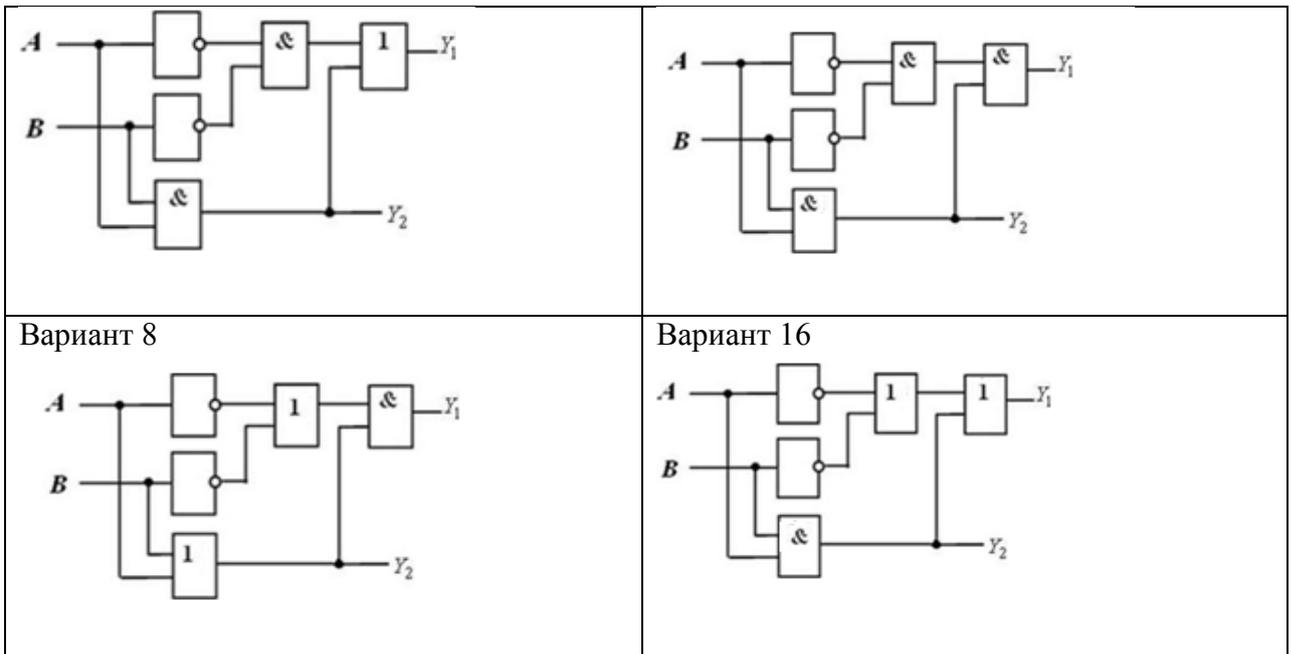 A & 1 Y1
B
& Y2
A & & Y1
B
& Y2
Вариант 8
A 1 & Y1
B
1 Y2
Вариант 16
A 1 1 Y1
B
& Y2